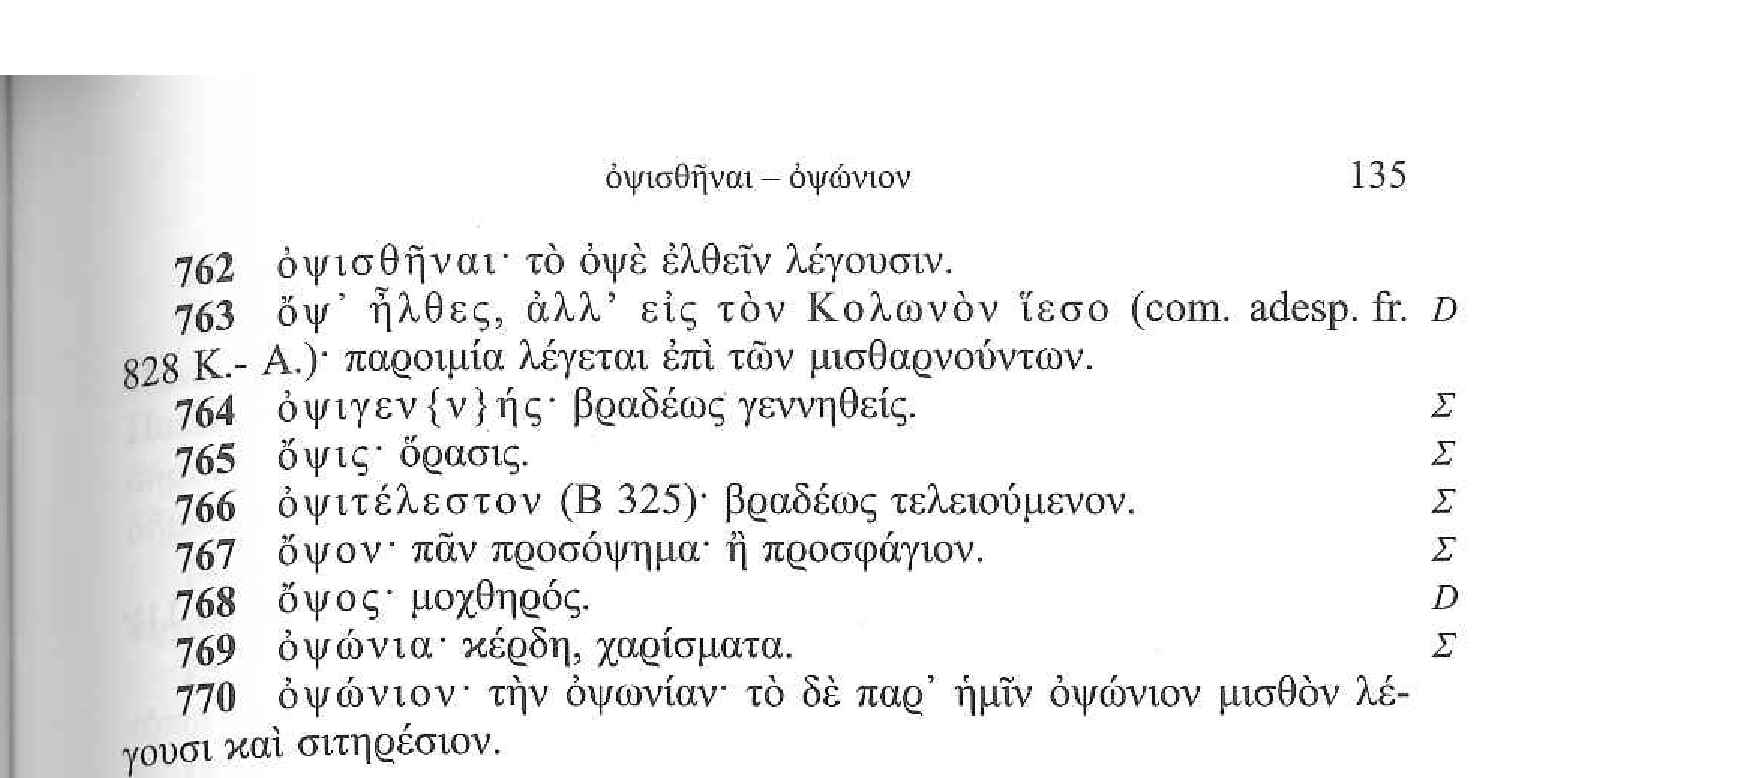 ὀψισθῆναι – ὀψώνιον 135
762 ὀψισθῆναι· τὸ ὀψὲ ἐλθεῖν λέγουσιν.
763 ὄψ’ ἦλθες, ἀλλ’ εἰς τὸν Κολωνὸν ἵεσο (com. adesp. fr. D
828 K.- A.)· παροιμία λέγεται ἐπὶ τῶν μισθαρνούντων.
764 ὀψιγεν{ν}ής· βραδέως γεννηθείς. Σ
765 ὄψις· ὅρασις. Σ
766 ὀψιτέλεστον (Β 325)· βραδέως τελειούμενον. Σ
767 ὄψον· πᾶν προσόψημα· ἢ προσφάγιον. Σ
768 ὄψος· μοχθηρός. D
769 ὀψώνια· κέρδη, χαρίσματα. Σ
770 ὀψώνιον· τὴν ὀψωνίαν· τὸ δὲ παρ’ ἡμῖν ὀψώνιον μισθὸν λέ-
γουσι καὶ σιτηρέσιον.